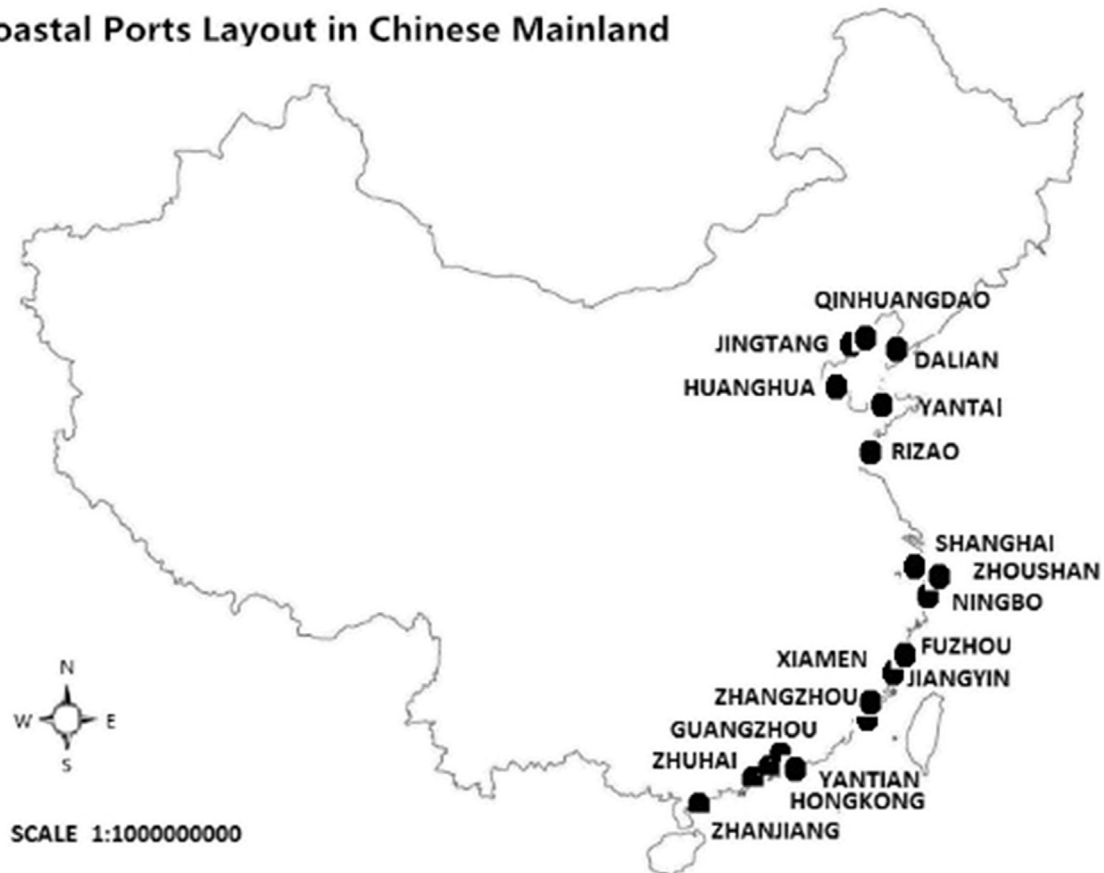 oastal Ports Layout in Chinese Mainland
QINHUANGDAO
JINGTANG
DALIAN
HUANGHUA
YANTAI
RIZAO
SHANGHAI
ZHOUSHAN
NINGBO
FUZHOU
XIAMEN
JIANGYIN
ZHANGZHOU
GUANGZHOU
ZHUHAI
YANTIAN
HONGKONG
ZHANJIANG
N
W E
S
SCALE 1:1000000000